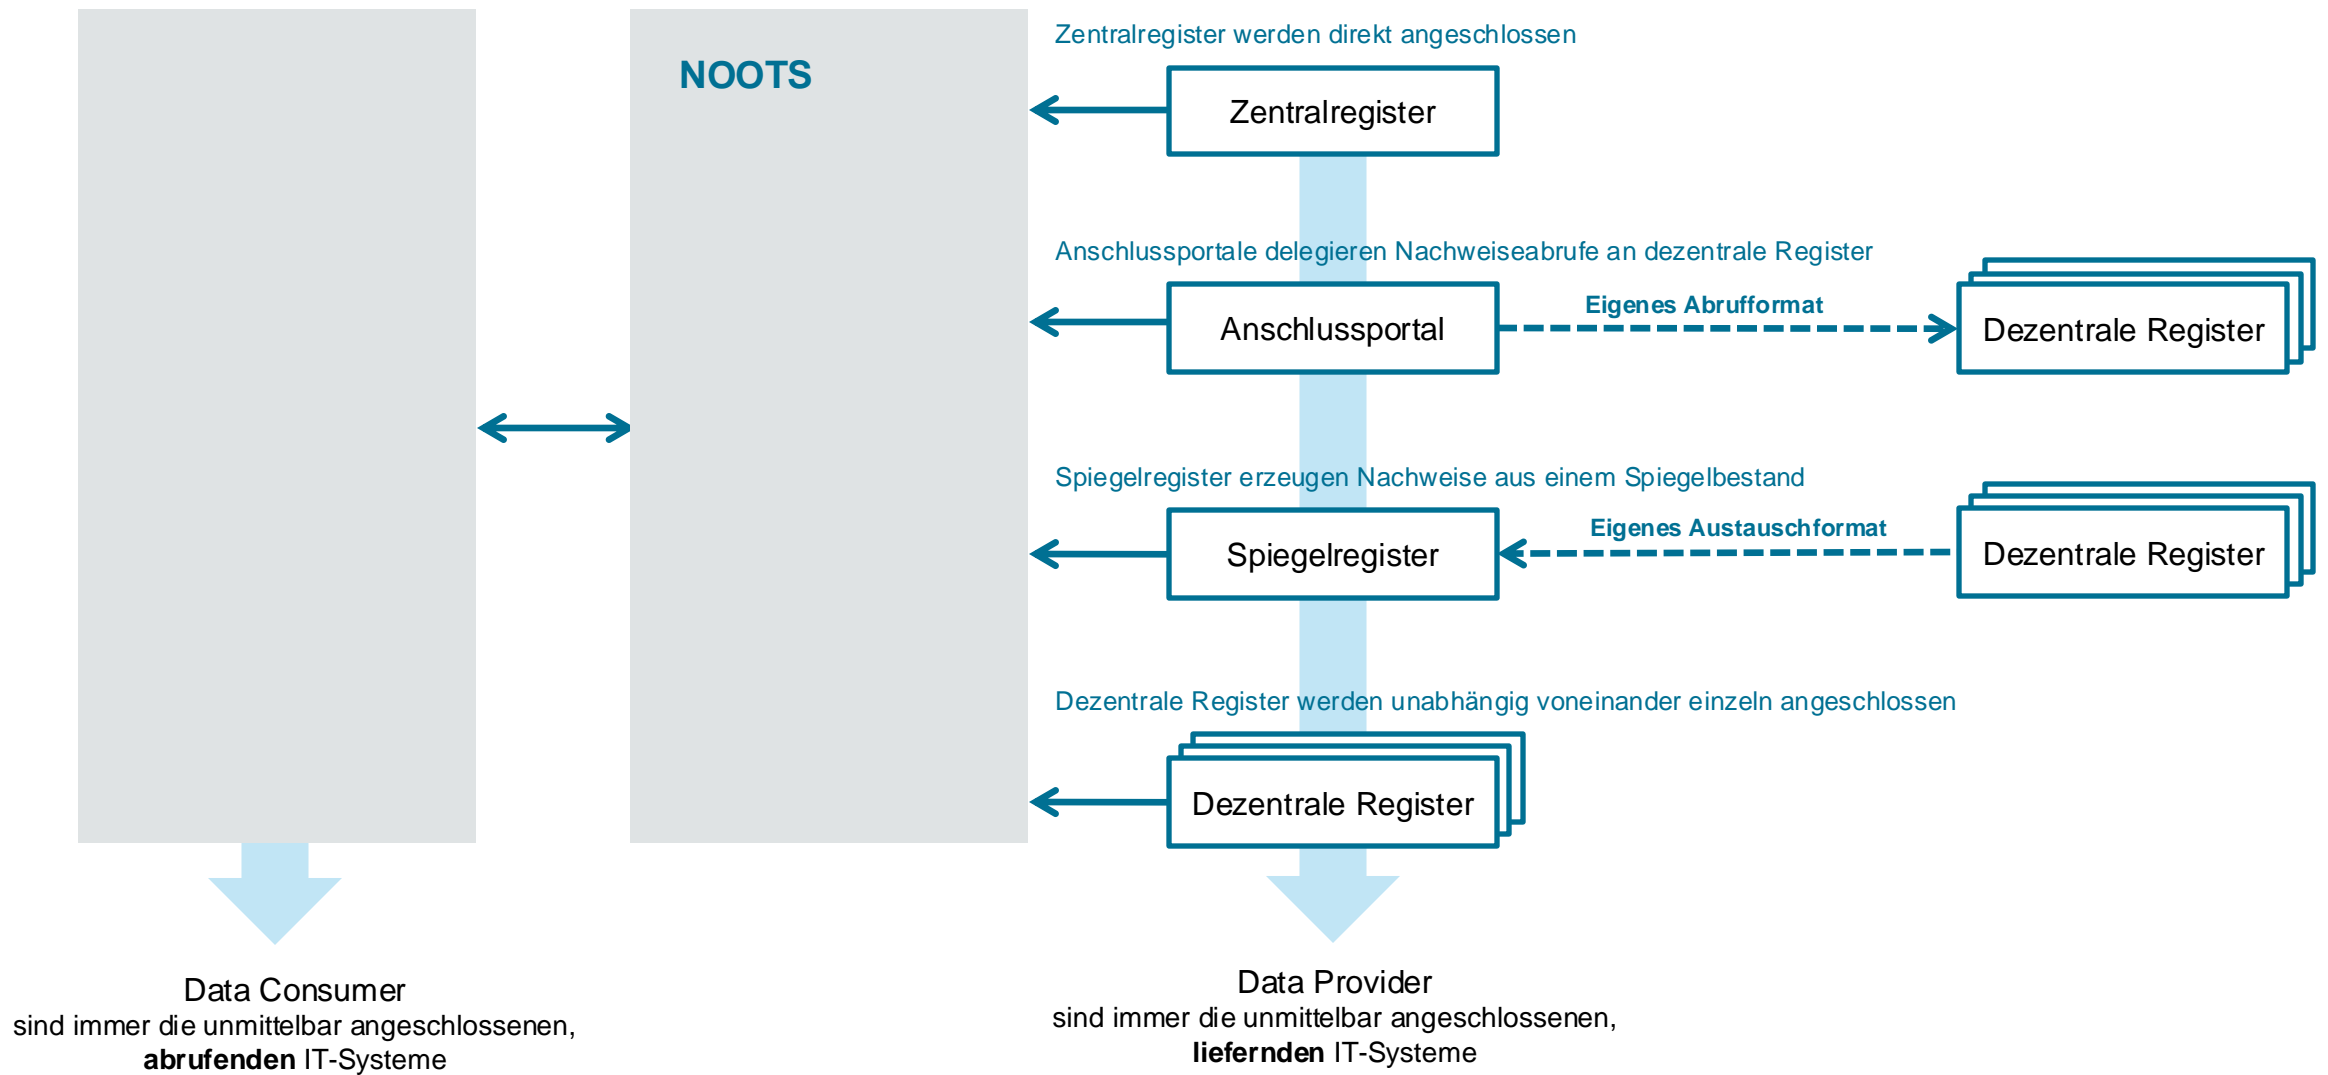 NOOTS
Zentralregister werden direkt angeschlossen
Zentralregister
Anschlussportale delegieren Nachweiseabrufe an dezentrale Register
Anschlussportal
Eigenes Abrufformat
Dezentrale Register
Spiegelregister erzeugen Nachweise aus einem Spiegelbestand
Spiegelregister
Eigenes Austauschformat
Dezentrale Register
Dezentrale Register werden unabhängig voneinander einzeln angeschlossen
Dezentrale Register
Data Consumer
sind immer die unmittelbar angeschlossenen,
abrufenden IT-Systeme
Data Provider
sind immer die unmittelbar angeschlossenen,
liefernden IT-Systeme